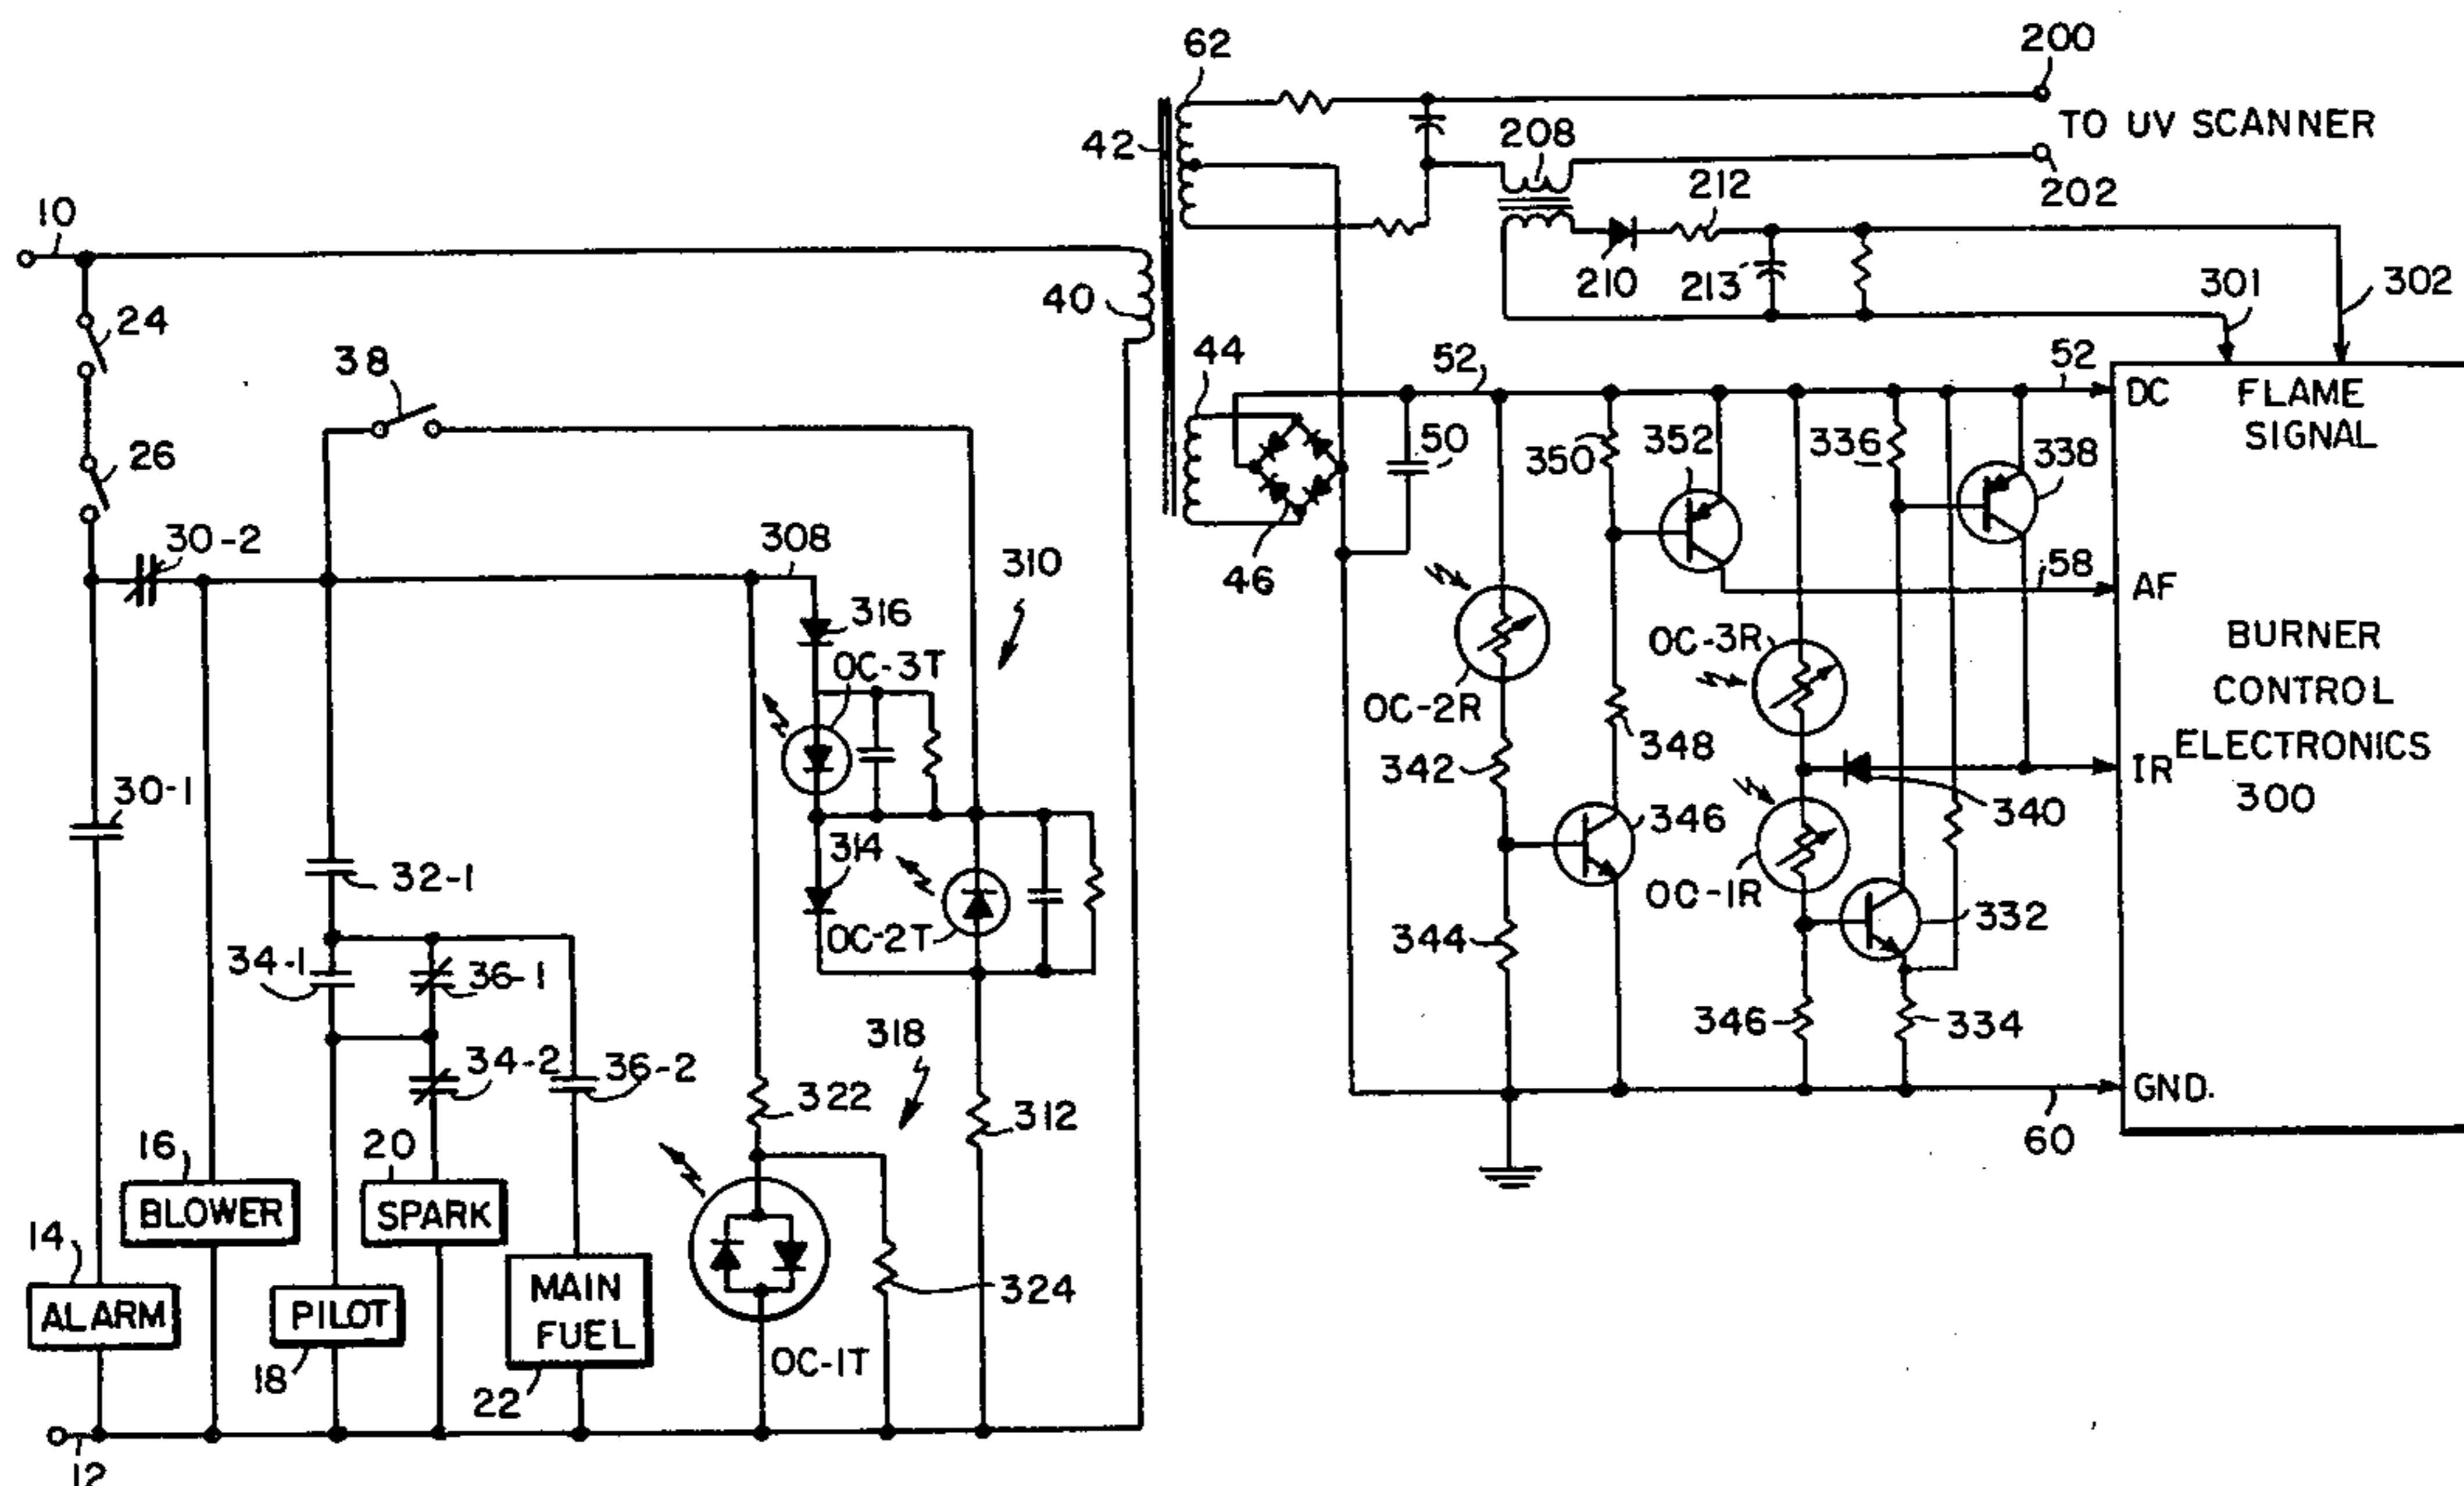 62
200
42
208
TO UV SCANNER
212
202
10
210
213
301
302
40
24
44
52
52
DC
FLAME
SIGNAL
38
26
350
352
50
336
338
30-2
308
310
46
58
AF
316
OC-3T
OC-3R
BURNER
CONTROL
ELECTRONICS
300
OC-2R
348
342
IR
340
30-1
314
346
32-1
OC-1R
332
34-1
36-1
OC-2T
344
318
346
334
34-2
36-2
322
312
GND.
60
16
20
BLOWER
SPARK
14
ALARM
PILOT
MAIN
FUEL
324
18
22
OC-1T
12